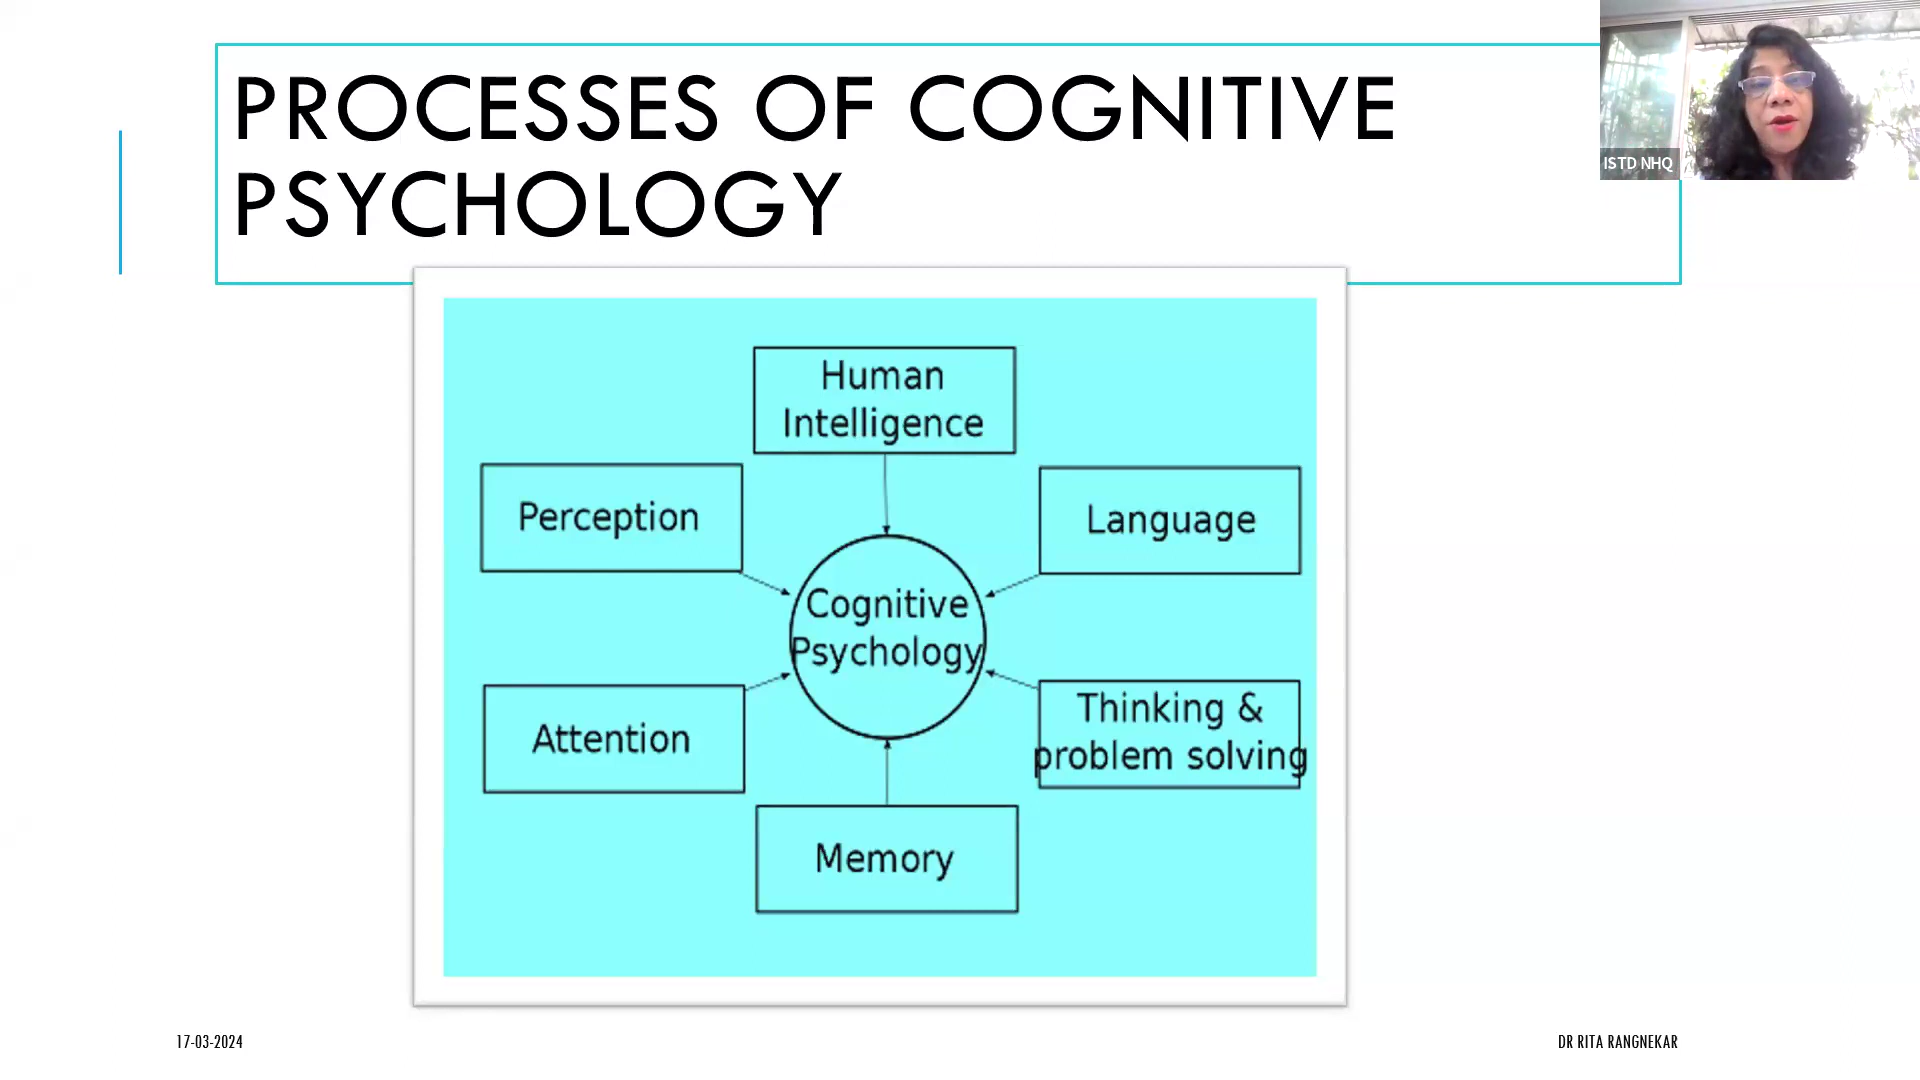 PROCESSES OF COGNITIVE
PSYCHOLOGY
ISTD NHQ
Human
Intelligence
Perception
Language
Cognitive
Psychology
Attention
Thinking &
problem solving
Memory
17-03-2024
DR RITA RANGNEKAR